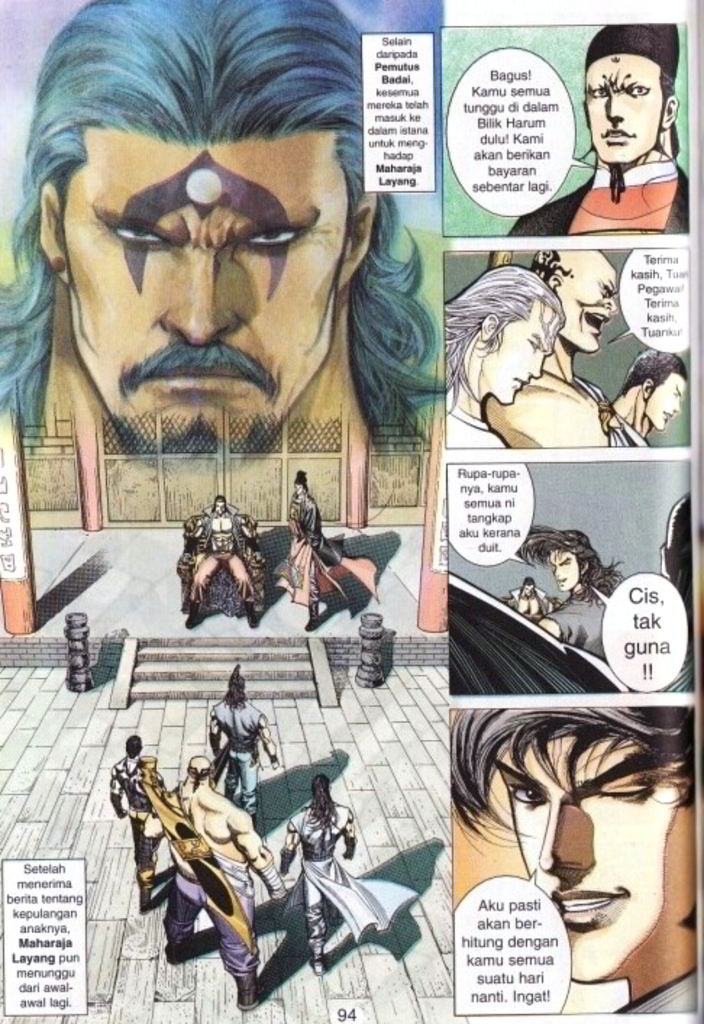 Selain
daripada
Pemutus
Badai,
kesemua
mereka telah
masuk ke
dalam istana
untuk meng-
hadap
Maharaja
Layang.
Bagus!
Kamu semua
tunggu di dalam
Bilik Harum
dulu! Kami
akan berikan
bayaran
sebentar lagi.
Terima
kasih, Tuan
Pegawai!
Terima
kasih,
Tuanku!
Rupa-rupa-
nya, kamu
semua ni
tangkap
aku kerana
duit.
Cis,
tak
guna
!!
Aku pasti
akan ber-
hitung dengan
kamu semua
suatu hari
nanti. Ingat!
Setelah
menerima
berita tentang
kepulangan
anaknya,
Maharaja
Layang pun
menunggu
dari awal-
awal lagi.
94